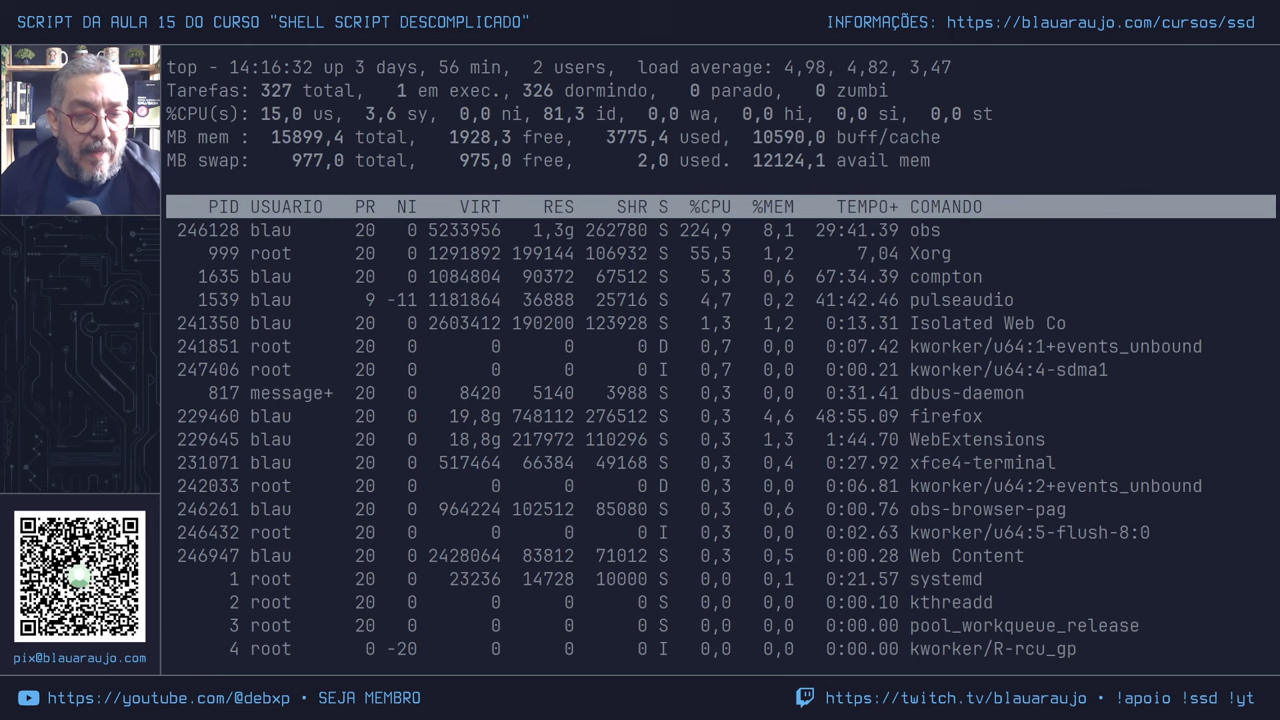 SCRIPT DA AULA 15 DO CURSO "SHELL SCRIPT DESCOMPLICADO"
INFORMAÇÕES: https://blauaraujo.com/cursos/ssd
top - 14:16:32 up 3 days, 56 min,  2 users,  load average: 4,98, 4,82, 3,47
Tarefas: 327 total,   1 em exec., 326 dormindo,   0 parado,   0 zumbi
%CPU(s): 15,0 us,  3,6 sy,  0,0 ni, 81,3 id,  0,0 wa,  0,0 hi,  0,0 si,  0,0 st
MB mem :  15899,4 total,   1928,3 free,   3775,4 used,  10590,0 buff/cache
MB swap:    977,0 total,    975,0 free,      2,0 used.  12124,1 avail mem
PID USUARIO   PR  NI    VIRT    RES    SHR S  %CPU  %MEM    TEMPO+ COMANDO
246128 blau      20   0 5233956   1,3g 262780 S 224,9   8,1  29:41.39 obs
999 root      20   0 1291892 199144 106932 S  55,5   1,2      7,04 Xorg
1635 blau      20   0 1084804  90372  67512 S   5,3   0,6  67:34.39 compton
1539 blau       9 -11 1181864  36888  25716 S   4,7   0,2  41:42.46 pulseaudio
241350 blau      20   0 2603412 190200 123928 S   1,3   1,2   0:13.31 Isolated Web Co
241851 root      20   0       0      0      0 D   0,7   0,0   0:07.42 kworker/u64:1+events_unbound
247406 root      20   0       0      0      0 I   0,7   0,0   0:00.21 kworker/u64:4-sdma1
817 message+  20   0    8420   5140   3988 S   0,3   0,0   0:31.41 dbus-daemon
229460 blau      20   0   19,8g 748112 276512 S   0,3   4,6  48:55.09 firefox
229645 blau      20   0   18,8g 217972 110296 S   0,3   1,3   1:44.70 WebExtensions
231071 blau      20   0  517464  66384  49168 S   0,3   0,4   0:27.92 xfce4-terminal
242033 root      20   0       0      0      0 D   0,3   0,0   0:06.81 kworker/u64:2+events_unbound
246261 blau      20   0  964224 102512  85080 S   0,3   0,6   0:00.76 obs-browser-pag
246432 root      20   0       0      0      0 I   0,3   0,0   0:02.63 kworker/u64:5-flush-8:0
246947 blau      20   0 2428064  83812  71012 S   0,3   0,5   0:00.28 Web Content
1 root      20   0   23236  14728  10000 S   0,0   0,1   0:21.57 systemd
2 root      20   0       0      0      0 S   0,0   0,0   0:00.10 kthreadd
3 root      20   0       0      0      0 S   0,0   0,0   0:00.00 pool_workqueue_release
4 root       0 -20       0      0      0 I   0,0   0,0   0:00.00 kworker/R-rcu_gp
pix@blauaraujo.com
https://youtube.com/@debxp • SEJA MEMBRO
https://twitch.tv/blauaraujo • !apoio !ssd !yt